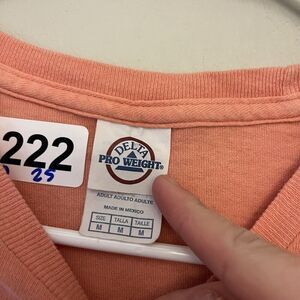 222
25
DELTA
PRO WEIGHT®
ADULT ADULTO ADULTE
MADE IN MEXICO
SIZE TALLA TAILLE
M M M